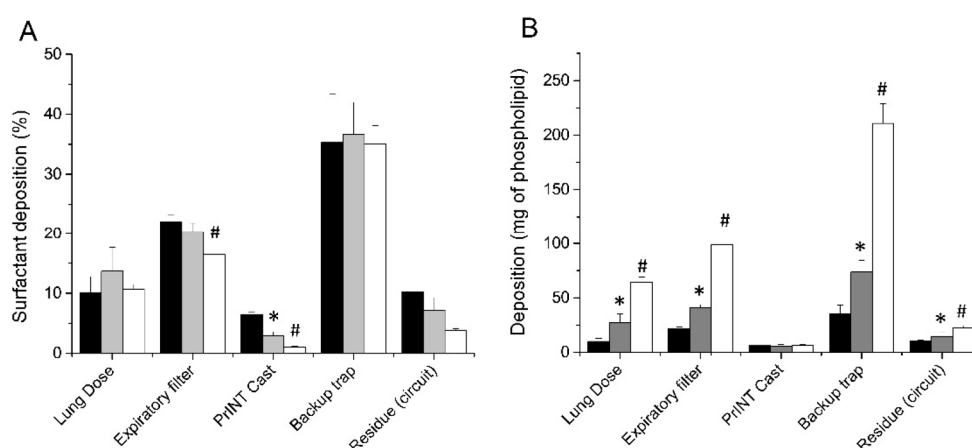 A
Surfactant deposition (%)
50
40
30
20
10
0
#
*
#
Lung Dose
Expiratory filter
PrINT Cast
Backup trap
Residue (circuit)
B
Deposition (mg of phospholipid)
250
200
150
100
50
0
*
#
*
#
*
#
*
#
Lung Dose
Expiratory filter
PrINT Cast
Backup trap
Residue (circuit)